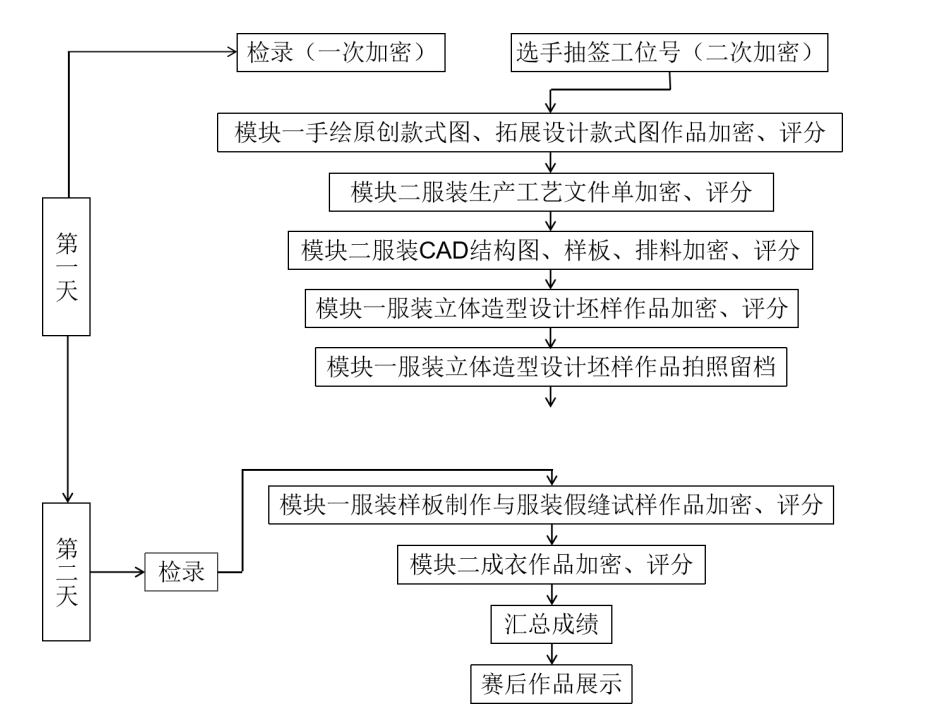 检录（一次加密）
选手抽签工位号（二次加密）
模块一手绘原创款式图、拓展设计款式图作品加密、评分
模块二服装生产工艺文件单加密、评分
第一天
模块二服装CAD结构图、样板、排料加密、评分
模块一服装立体造型设计坯样作品加密、评分
模块一服装立体造型设计坯样作品拍照留档
模块一服装样板制作与服装假缝试样作品加密、评分
第二天
检录
模块二成衣作品加密、评分
汇总成绩
赛后作品展示